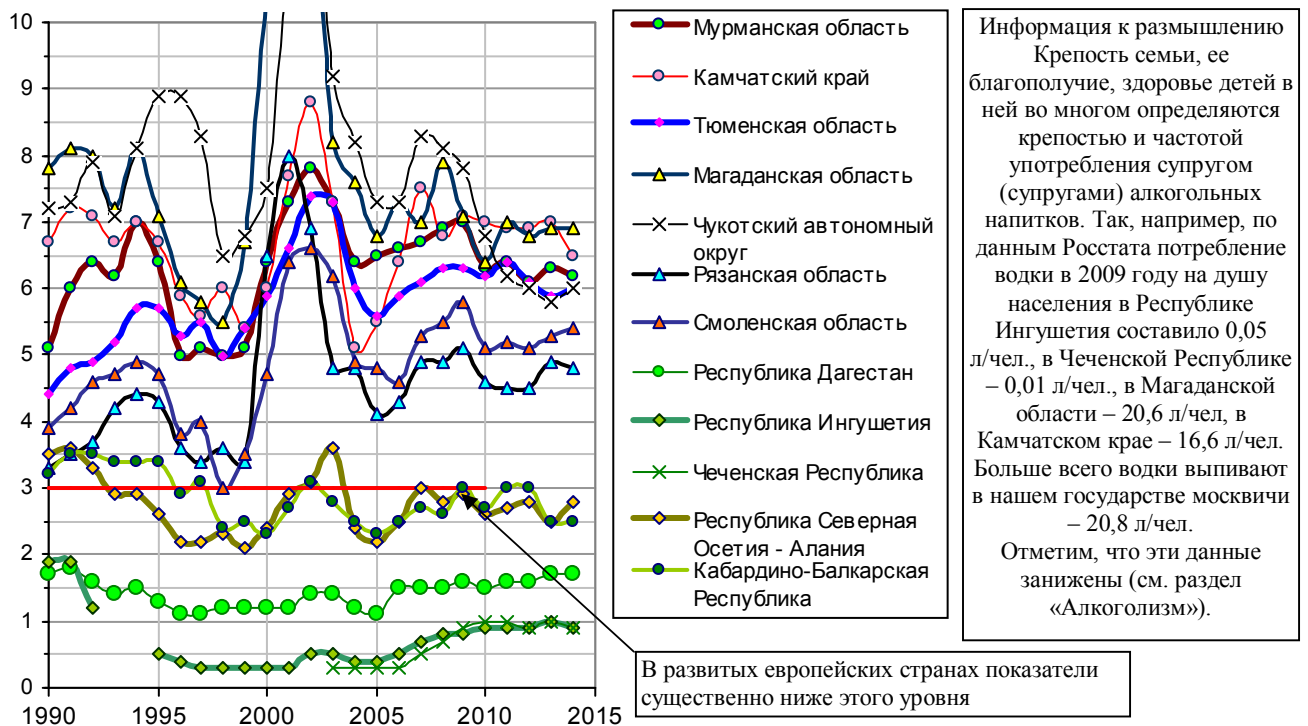 10
9
8
7
6
5
4
3
2
1
0
1990
1995
2000
2005
2010
2015
Мурманская область
Камчатский край
Тюменская область
Магаданская область
Чукотский автономный
округ
Рязанская область
Смоленская область
Республика Дагестан
Республика Ингушетия
Чеченская Республика
Республика Северная
Осетия - Алания
Кабардино-Балкарская
Республика
Информация к размышлению
Крепость семьи, ее
благополучие, здоровье детей в
ней во многом определяются
крепостью и частотой
употребления супругом
(супругами) алкогольных
напитков. Так, например, по
данным Росстата потребление
водки в 2009 году на душу
населения в Республике
Ингушетия составило 0,05
л/чел., в Чеченской Республике
– 0,01 л/чел., в Магаданской
области – 20,6 л/чел, в
Камчатском крае – 16,6 л/чел.
Больше всего водки выпивают
в нашем государстве москвичи
– 20,8 л/чел.
Отметим, что эти данные
занижены (см. раздел
«Алкоголизм»).
В развитых европейских странах показатели
существенно ниже этого уровня